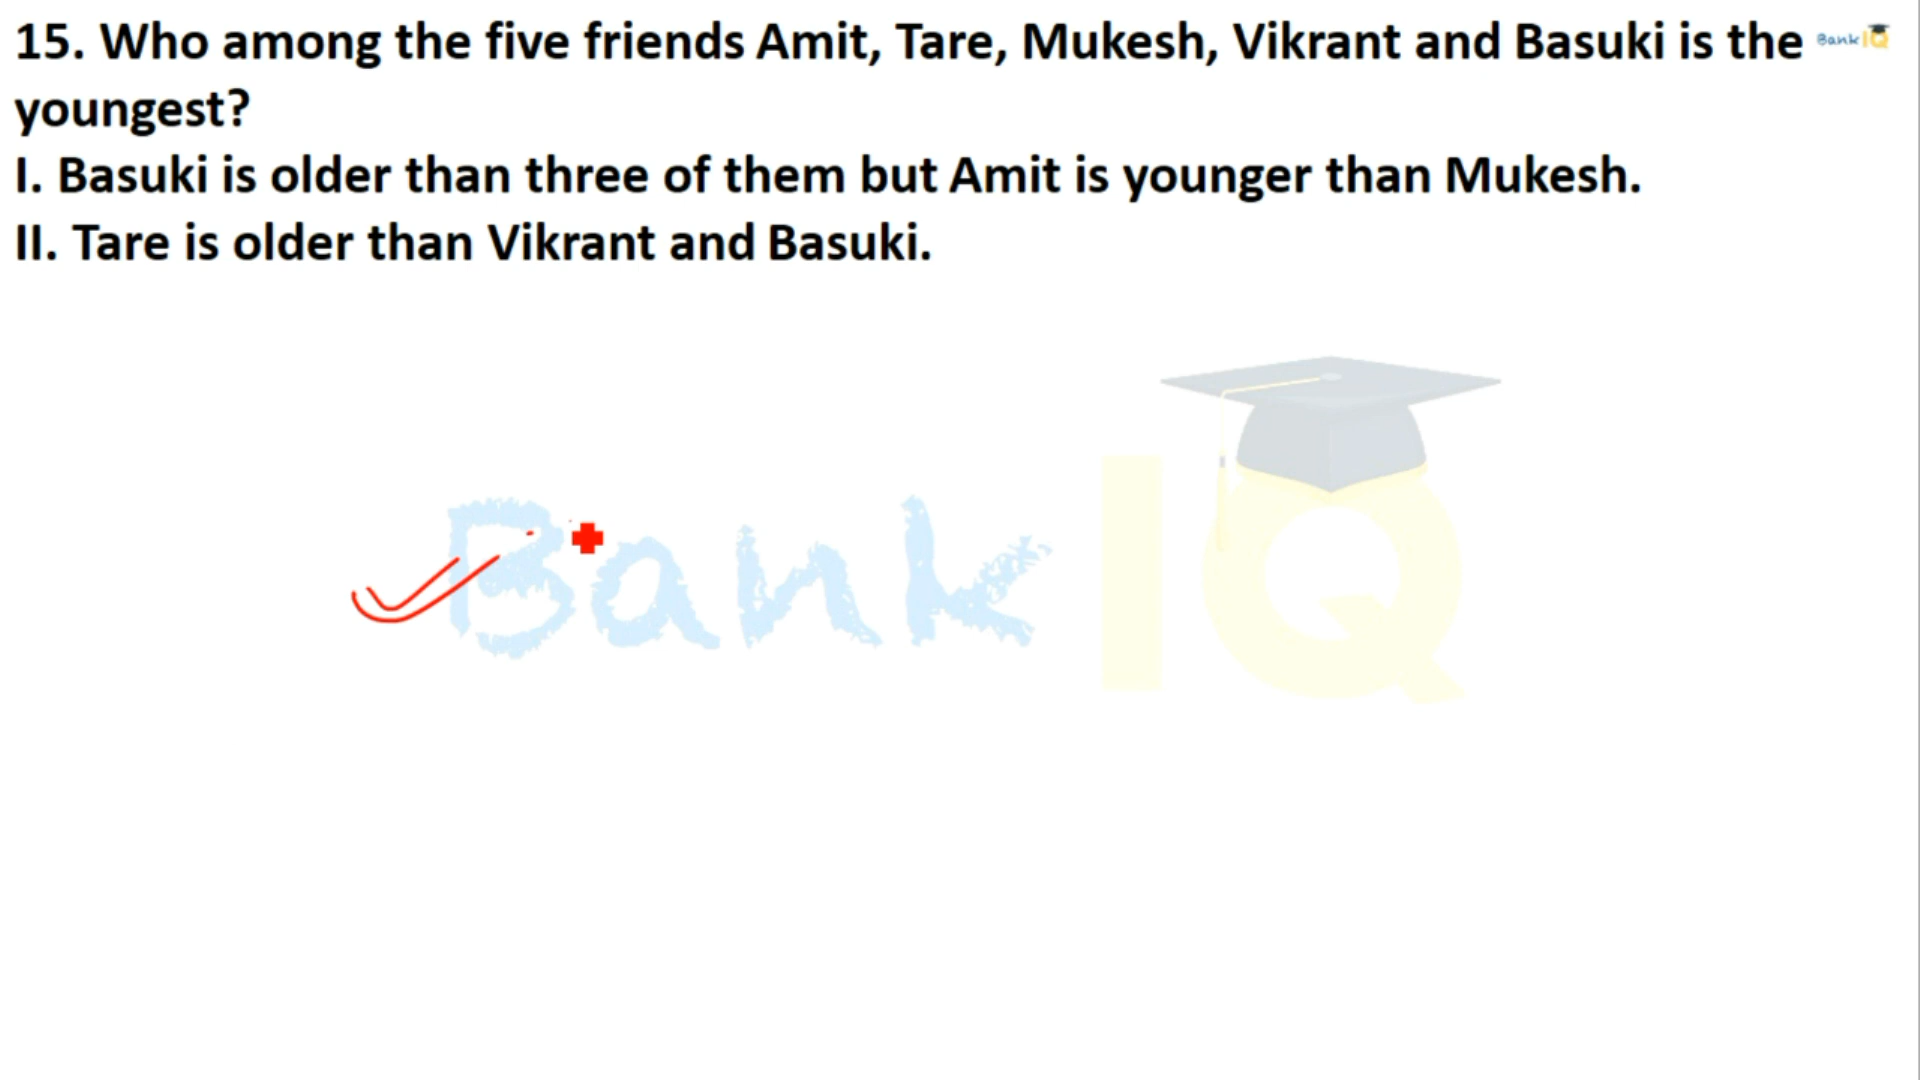 15. Who among the five friends Amit, Tare, Mukesh, Vikrant and Basuki is the
Bank IQ
youngest?
I. Basuki is older than three of them but Amit is younger than Mukesh.
II. Tare is older than Vikrant and Basuki.
Bank IQ